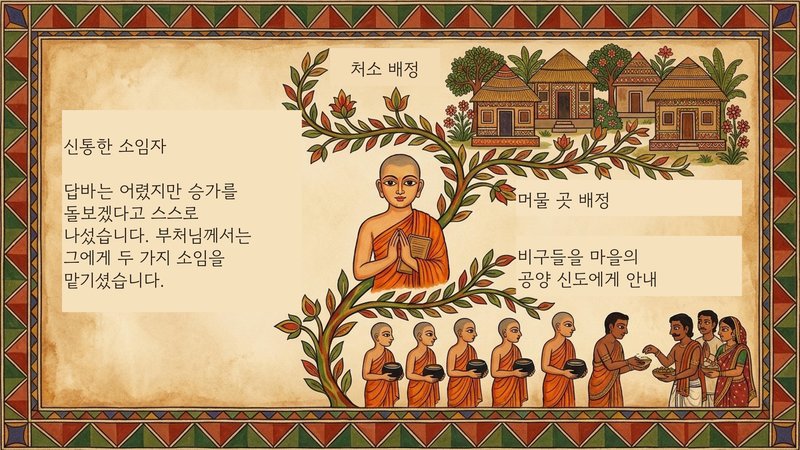 처소 배정
신통한 소임자
답바는 어렸지만 승가를
돌보겠다고 스스로
나섰습니다. 부처님께서는
그에게 두 가지 소임을
맡기셨습니다.
머물 곳 배정
비구들을 마을의
공양 신도에게 안내